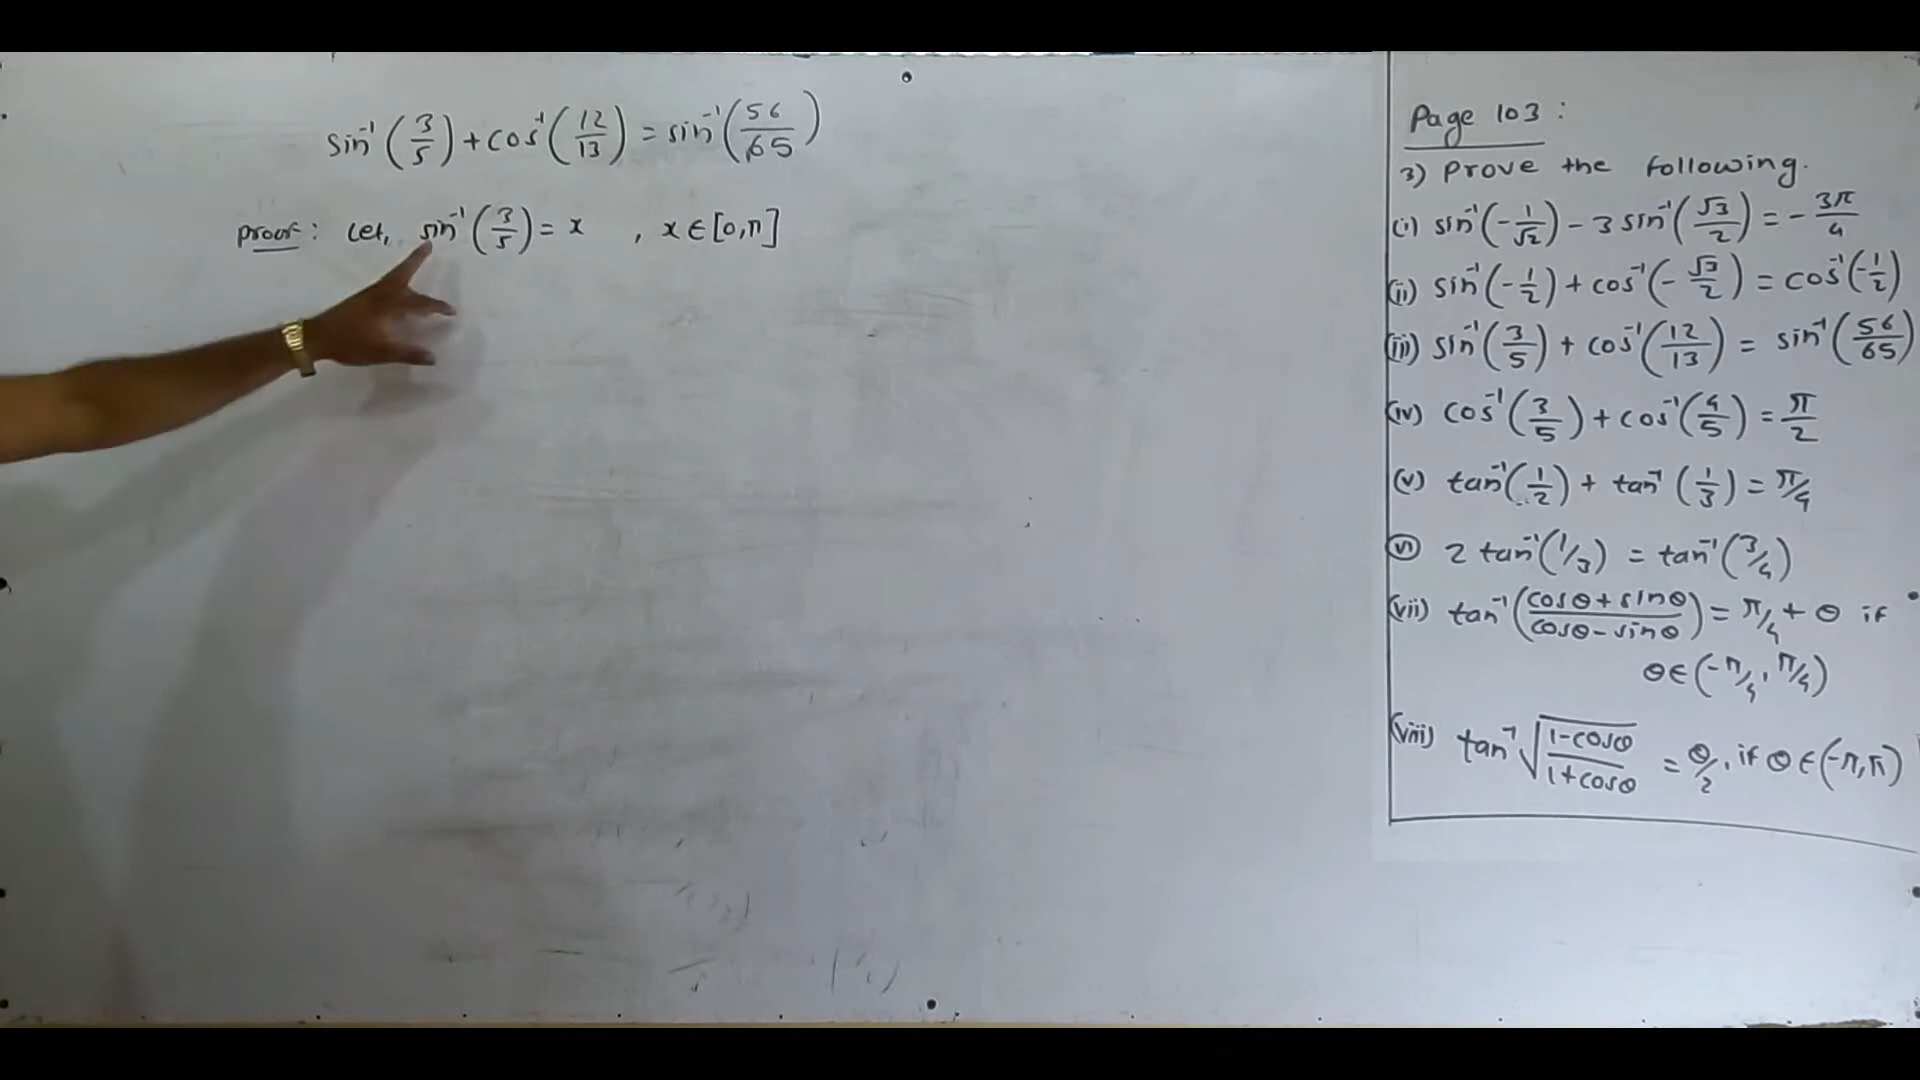 sin⁻¹(3/5) + cos⁻¹(12/13) = sin⁻¹(56/65)
proof : Let, sin⁻¹(3/5) = x , x ∈ [0, π]
Page 103 :
3) Prove the following.
(i) sin⁻¹(-1/√2) - 3 sin⁻¹(√3/2) = -3π/4
(ii) sin⁻¹(-1/2) + cos⁻¹(-√3/2) = cos⁻¹(-1/2)
(iii) sin⁻¹(3/5) + cos⁻¹(12/13) = sin⁻¹(56/65)
(iv) cos⁻¹(3/5) + cos⁻¹(4/5) = π/2
(v) tan⁻¹(1/2) + tan⁻¹(1/3) = π/4
(vi) 2 tan⁻¹(1/3) = tan⁻¹(3/4)
(vii) tan⁻¹((cosθ + sinθ)/(cosθ - sinθ)) = π/4 + θ if
θ ∈ (-π/4, π/4)
(viii) tan⁻¹√((1-cosθ)/(1+cosθ)) = θ/2, if θ ∈ (-π, π)